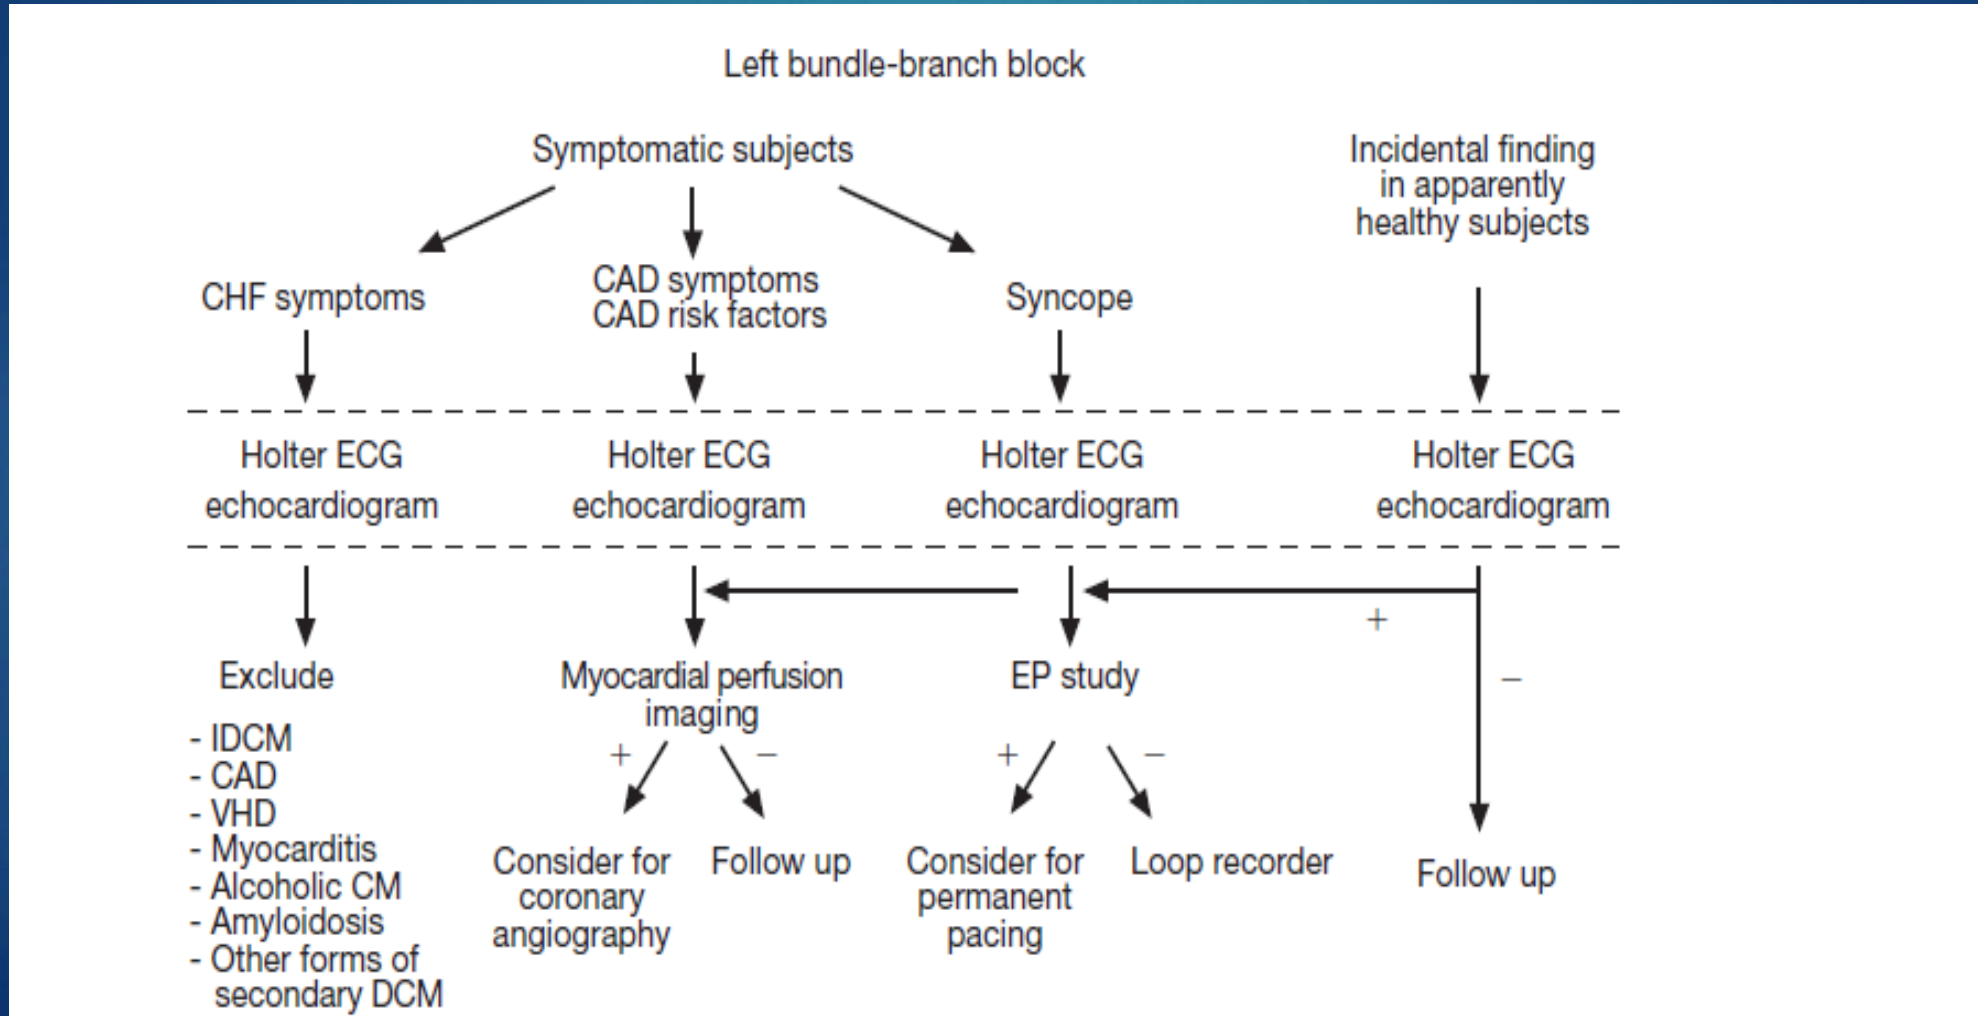 Left bundle-branch block
Symptomatic subjects
Incidental finding
in apparently
healthy subjects
CHF symptoms
CAD symptoms
CAD risk factors
Syncope
Holter ECG
echocardiogram
Holter ECG
echocardiogram
Holter ECG
echocardiogram
Holter ECG
echocardiogram
+
−
Exclude
- IDCM
- CAD
- VHD
- Myocarditis
- Alcoholic CM
- Amyloidosis
- Other forms of
secondary DCM
Myocardial perfusion
imaging
+
−
Consider for
coronary
angiography
Follow up
EP study
+
−
Consider for
permanent
pacing
Loop recorder
Follow up